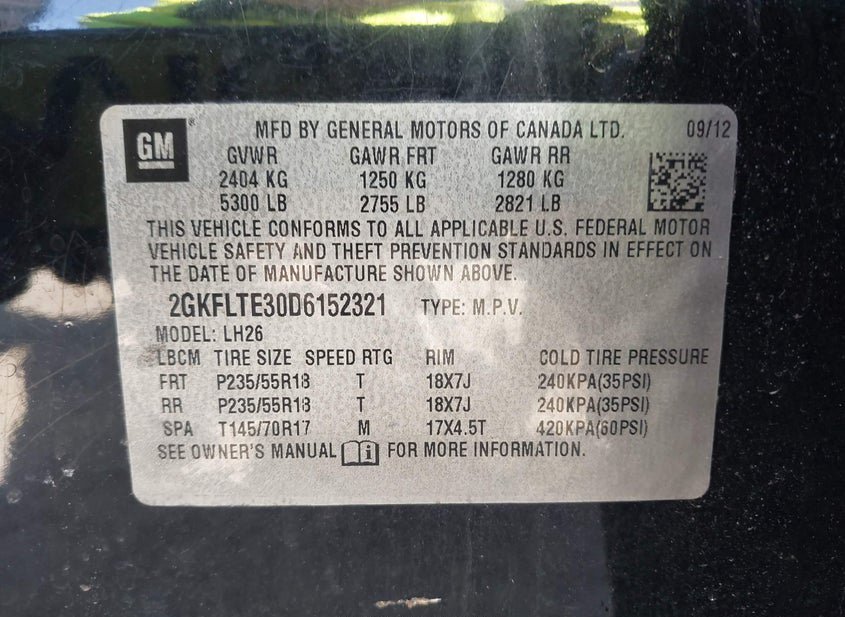 GM
MFD BY GENERAL MOTORS OF CANADA LTD. 09/12
GVWR GAWR FRT GAWR RR
2404 KG 1250 KG 1280 KG
5300 LB 2755 LB 2821 LB
THIS VEHICLE CONFORMS TO ALL APPLICABLE U.S. FEDERAL MOTOR
VEHICLE SAFETY AND THEFT PREVENTION STANDARDS IN EFFECT ON
THE DATE OF MANUFACTURE SHOWN ABOVE.
2GKFLTE30D6152321 TYPE: M.P.V.
MODEL: LH26
LBCM TIRE SIZE SPEED RTG RIM COLD TIRE PRESSURE
FRT P235/55R18 T 18X7J 240KPA(35PSI)
RR P235/55R18 T 18X7J 240KPA(35PSI)
SPA T145/70R17 M 17X4.5T 420KPA(60PSI)
SEE OWNER'S MANUAL i FOR MORE INFORMATION.